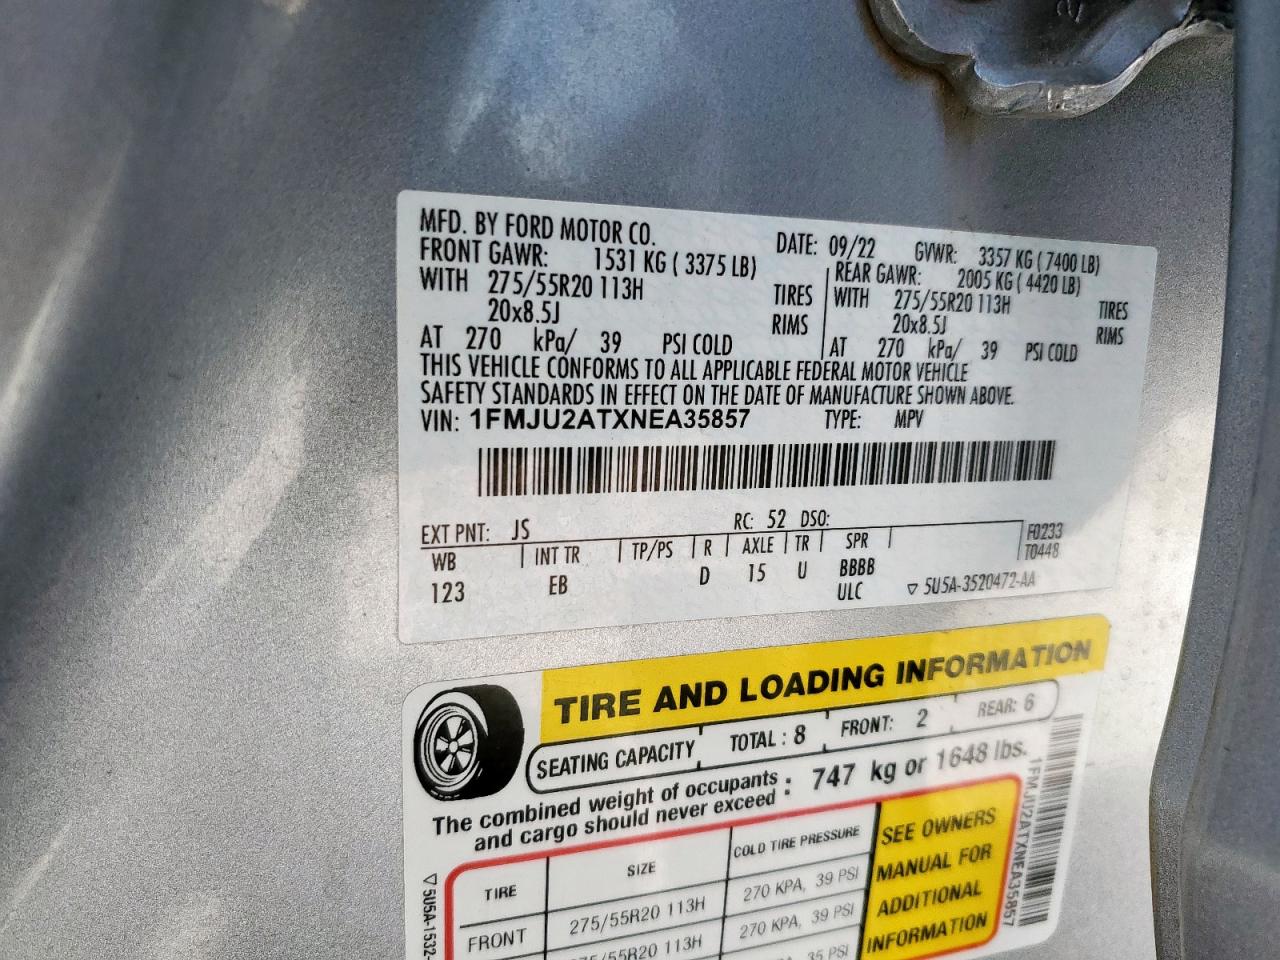 MFD. BY FORD MOTOR CO. DATE: 09/22 GVWR: 3357 KG ( 7400 LB)
FRONT GAWR: 1531 KG ( 3375 LB) REAR GAWR: 2005 KG ( 4420 LB)
WITH 275/55R20 113H TIRES WITH 275/55R20 113H TIRES
20x8.5J RIMS 20x8.5J RIMS
AT 270 kPa/ 39 PSI COLD AT 270 kPa/ 39 PSI COLD
THIS VEHICLE CONFORMS TO ALL APPLICABLE FEDERAL MOTOR VEHICLE
SAFETY STANDARDS IN EFFECT ON THE DATE OF MANUFACTURE SHOWN ABOVE.
VIN: 1FMJU2ATXNEA35857 TYPE: MPV
EXT PNT: JS RC: 52 DSO:
WB INT TR TP/PS R AXLE TR SPR F0233
T0448
123 EB D 15 U BBBB
ULC ▽ 5U5A-3520472-AA
TIRE AND LOADING INFORMATION
SEATING CAPACITY TOTAL : 8 FRONT: 2 REAR: 6
The combined weight of occupants and cargo should never exceed : 747 kg or 1648 lbs.
TIRE SIZE COLD TIRE PRESSURE
FRONT 275/55R20 113H 270 KPA, 39 PSI
275/55R20 113H 270 KPA, 39 PSI
35 PSI
SEE OWNERS
MANUAL FOR
ADDITIONAL
INFORMATION
1FMJU2ATXNEA35857
▽ 5U5A-1532-